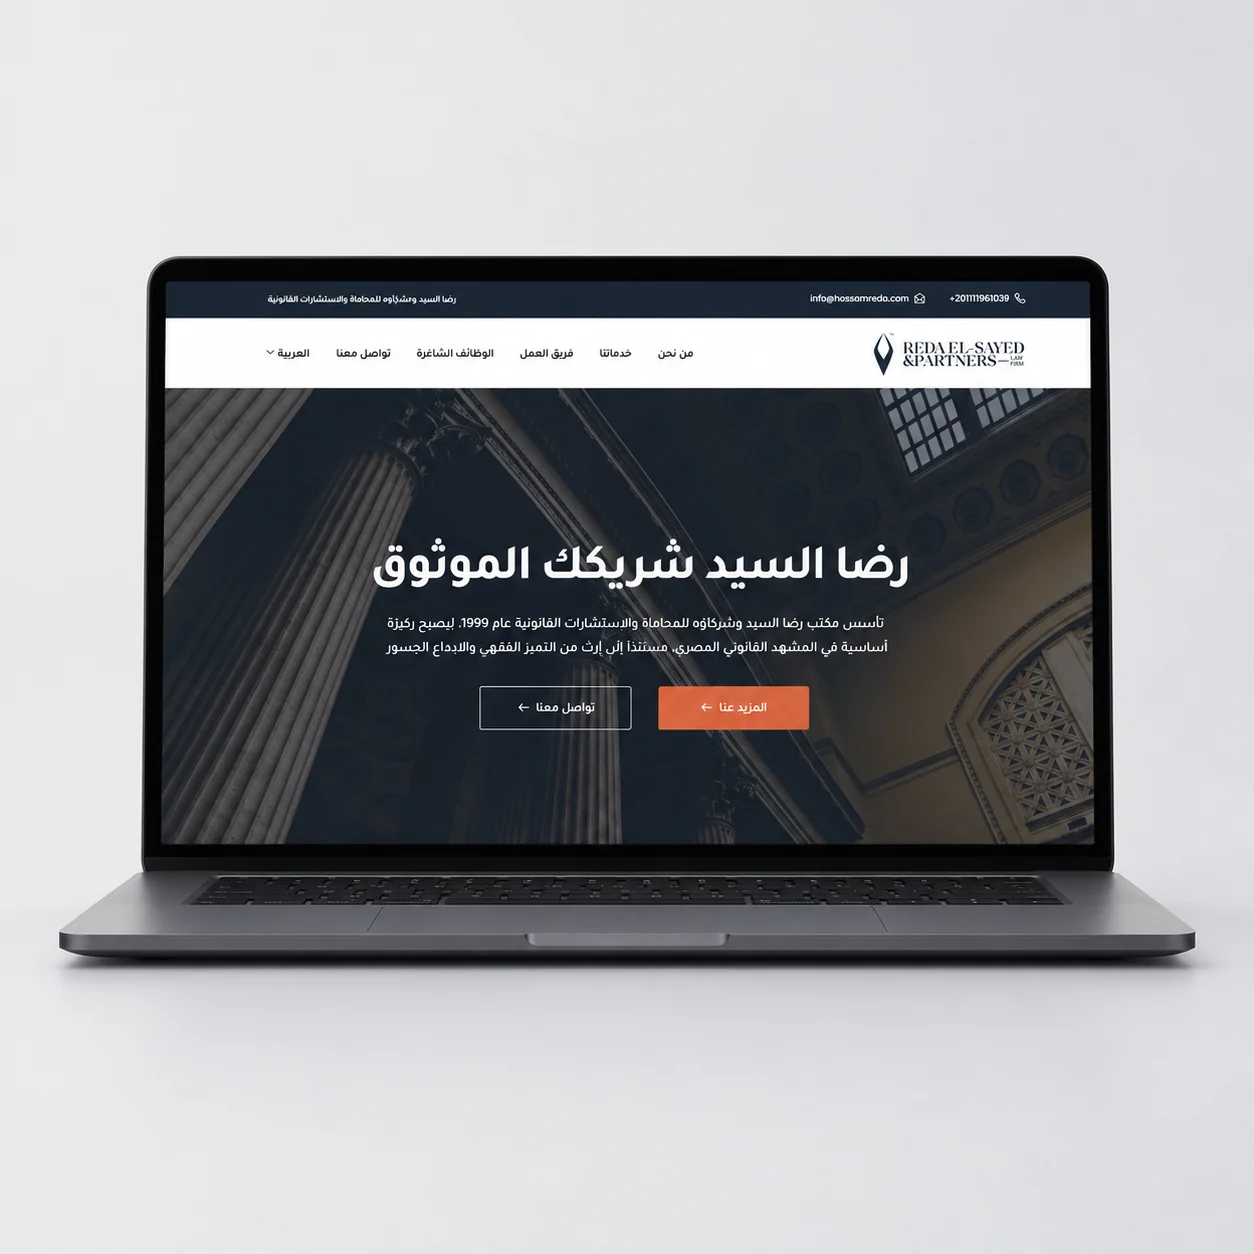 +201111961039
info@hossamreda.com
رضا السيد وشركاؤه للمحاماة والاستشارات القانونية
REDA EL-SAYED
&PARTNERS — LAW FIRM
™
من نحن
خدماتنا
فريق العمل
الوظائف الشاغرة
تواصل معنا
العربية
رضا السيد شريكك الموثوق
تأسس مكتب رضا السيد وشركاؤه للمحاماة والاستشارات القانونية عام 1999، ليصبح ركيزة
أساسية في المشهد القانوني المصري، مستندًا إلى إرث من التميز الفقهي والإبداع الجسور
المزيد عنا ←
تواصل معنا ←